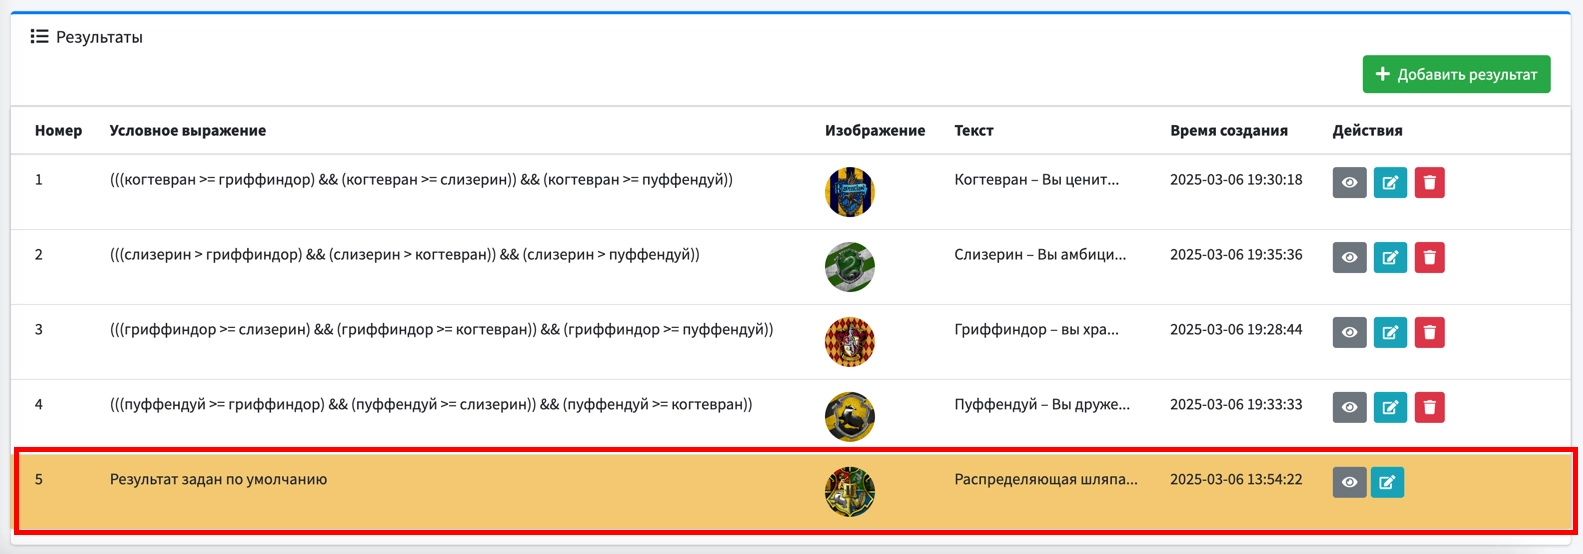 Результаты
Добавить результат
Номер Условное выражение Изображение Текст Время создания Действия
1 (((когтевран >= гриффиндор) && (когтевран >= слизерин)) && (когтевран >= пуффендуй)) Когтевран – Вы ценит... 2025-03-06 19:30:18
2 (((слизерин > гриффиндор) && (слизерин > когтевран)) && (слизерин > пуффендуй)) Слизерин – Вы амбици... 2025-03-06 19:35:36
3 (((гриффиндор >= слизерин) && (гриффиндор >= когтевран)) && (гриффиндор >= пуффендуй)) Гриффиндор – вы хра... 2025-03-06 19:28:44
4 (((пуффендуй >= гриффиндор) && (пуффендуй >= слизерин)) && (пуффендуй >= когтевран)) Пуффендуй – Вы друже... 2025-03-06 19:33:33
5 Результат задан по умолчанию Распределяющая шляпа... 2025-03-06 13:54:22